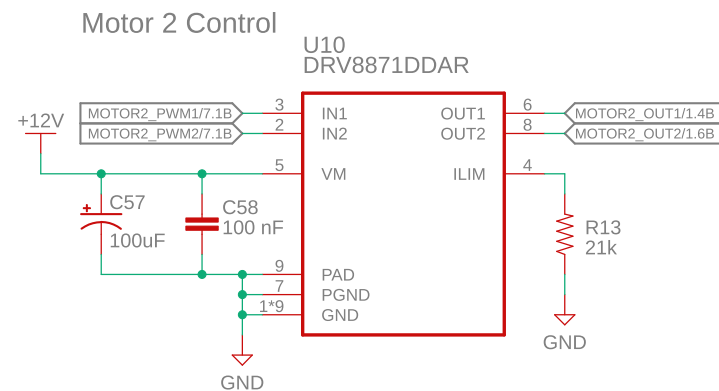 Motor 2 Control
U10
DRV8871DDAR
+12V
MOTOR2_PWM1/7.1B
3
IN1
OUT1
6
MOTOR2_OUT1/1.4B
MOTOR2_PWM2/7.1B
2
IN2
OUT2
8
MOTOR2_OUT2/1.6B
5
VM
ILIM
4
+
C57
100uF
C58
100 nF
R13
21k
9
PAD
7
PGND
1*9
GND
GND
GND